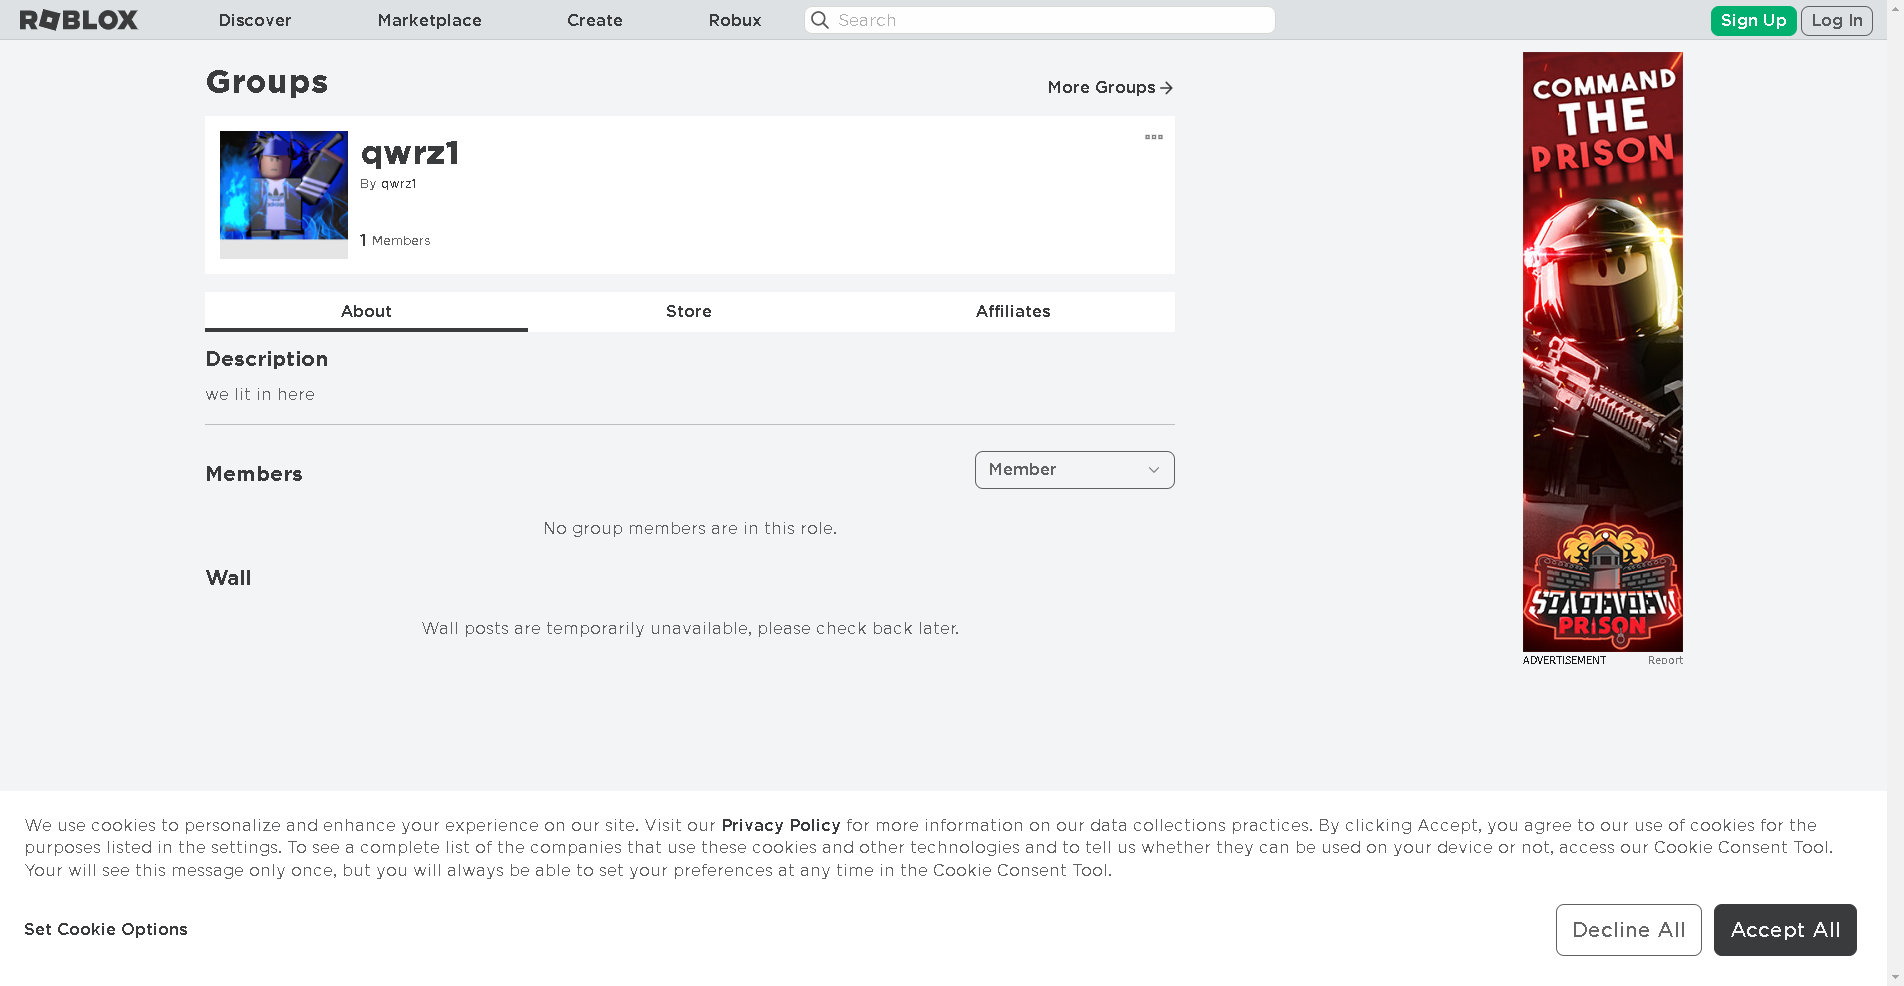 ROBLOX
Discover
Marketplace
Create
Robux
Search
Sign Up
Log In
Groups
More Groups
qwrz1
By qwrz1
1 Members
About
Store
Affiliates
Description
we lit in here
Members
Member
No group members are in this role.
Wall
Wall posts are temporarily unavailable, please check back later.
COMMAND
THE
PRISON
PRISON
ADVERTISEMENT
Report
We use cookies to personalize and enhance your experience on our site. Visit our Privacy Policy for more information on our data collections practices. By clicking Accept, you agree to our use of cookies for the
purposes listed in the settings. To see a complete list of the companies that use these cookies and other technologies and to tell us whether they can be used on your device or not, access our Cookie Consent Tool.
Your will see this message only once, but you will always be able to set your preferences at any time in the Cookie Consent Tool.
Set Cookie Options
Decline All
Accept All